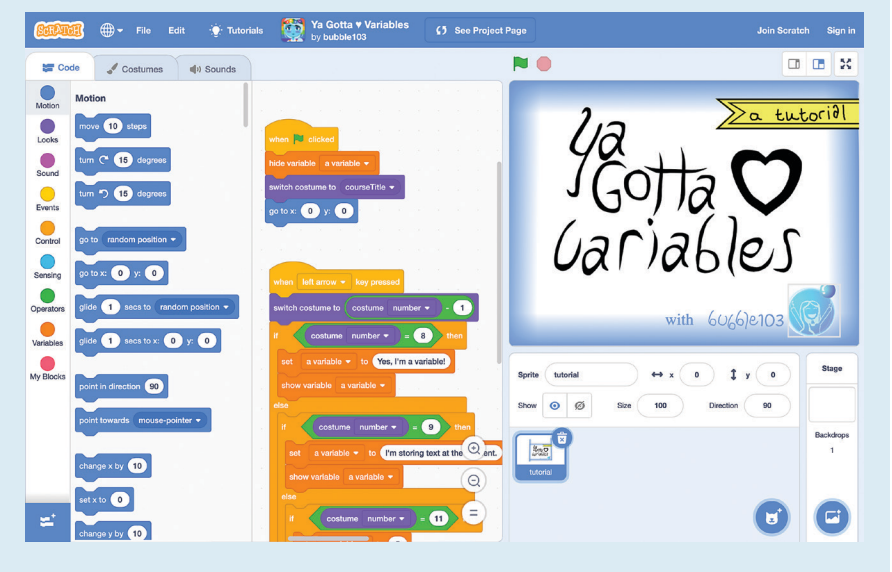 SCRATCH File Edit Tutorials Ya Gotta ♥ Variables by bubble103 See Project Page Join Scratch Sign in
Code Costumes Sounds
Motion
Looks
Sound
Events
Control
Sensing
Operators
Variables
My Blocks
Motion
move 10 steps
turn 15 degrees
turn 15 degrees
go to random position
go to x: 0 y: 0
glide 1 secs to random position
glide 1 secs to x: 0 y: 0
point in direction 90
point towards mouse-pointer
change x by 10
set x to 0
change y by 10
when clicked
hide variable a variable
switch costume to courseTitle
go to x: 0 y: 0
when left arrow key pressed
switch costume to costume number - 1
if costume number = 8 then
set a variable to Yes, I'm a variable!
show variable a variable
else
if costume number = 9 then
set a variable to I'm storing text at the
show variable a variable
else
if costume number = 11
a tutorial
Ya
Gotta ♥
Variables
with bubble103
Sprite tutorial x 0 y 0
Show Size 100 Direction 90
tutorial
Stage
Backdrops
1